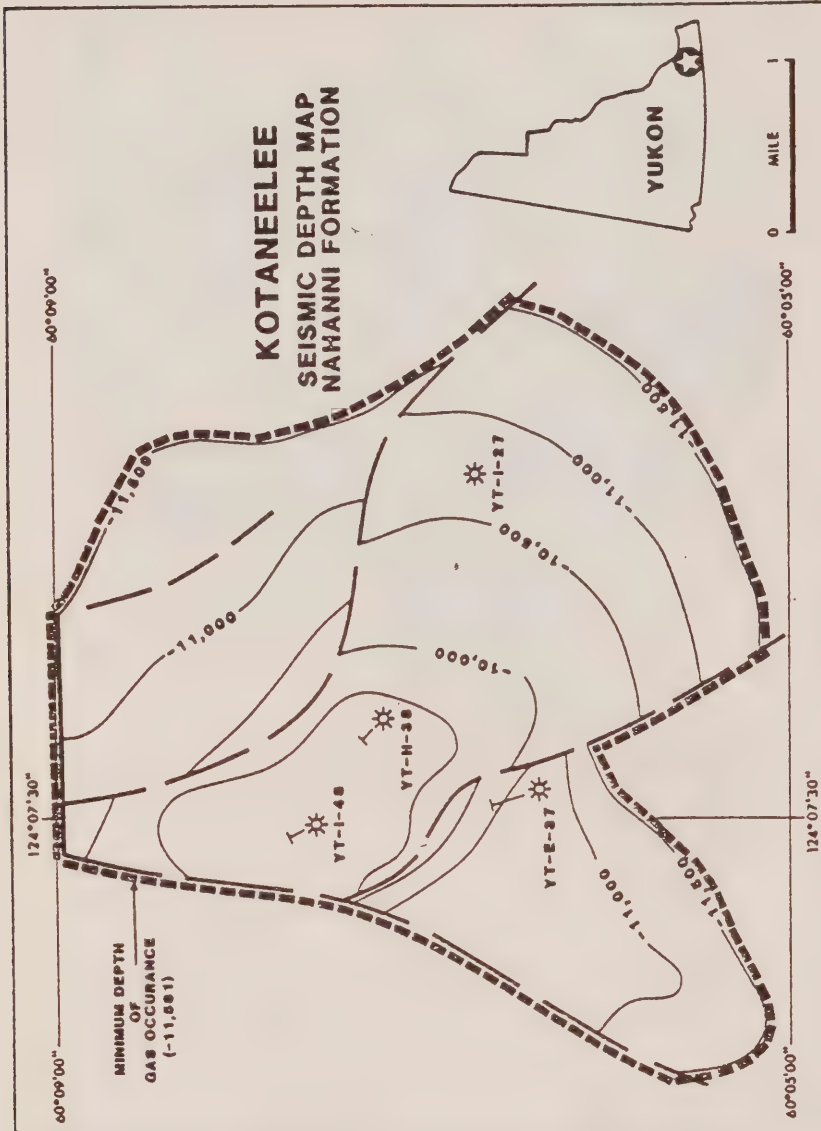 KOTANEELEE
SEISMIC DEPTH MAP
NAHANNI FORMATION
60°09'00"
60°09'00"
124°07'30"
MINIMUM DEPTH
OF
GAS OCCURANCE
(-11,581)
-11,500
-11,000
YT-I-48
YT-H-38
-10,000
-10,500
YT-I-27
-11,000
-11,500
YT-E-37
-11,000
-11,500
YUKON
0 MILE 1
60°05'00"
60°05'00"
124°07'30"